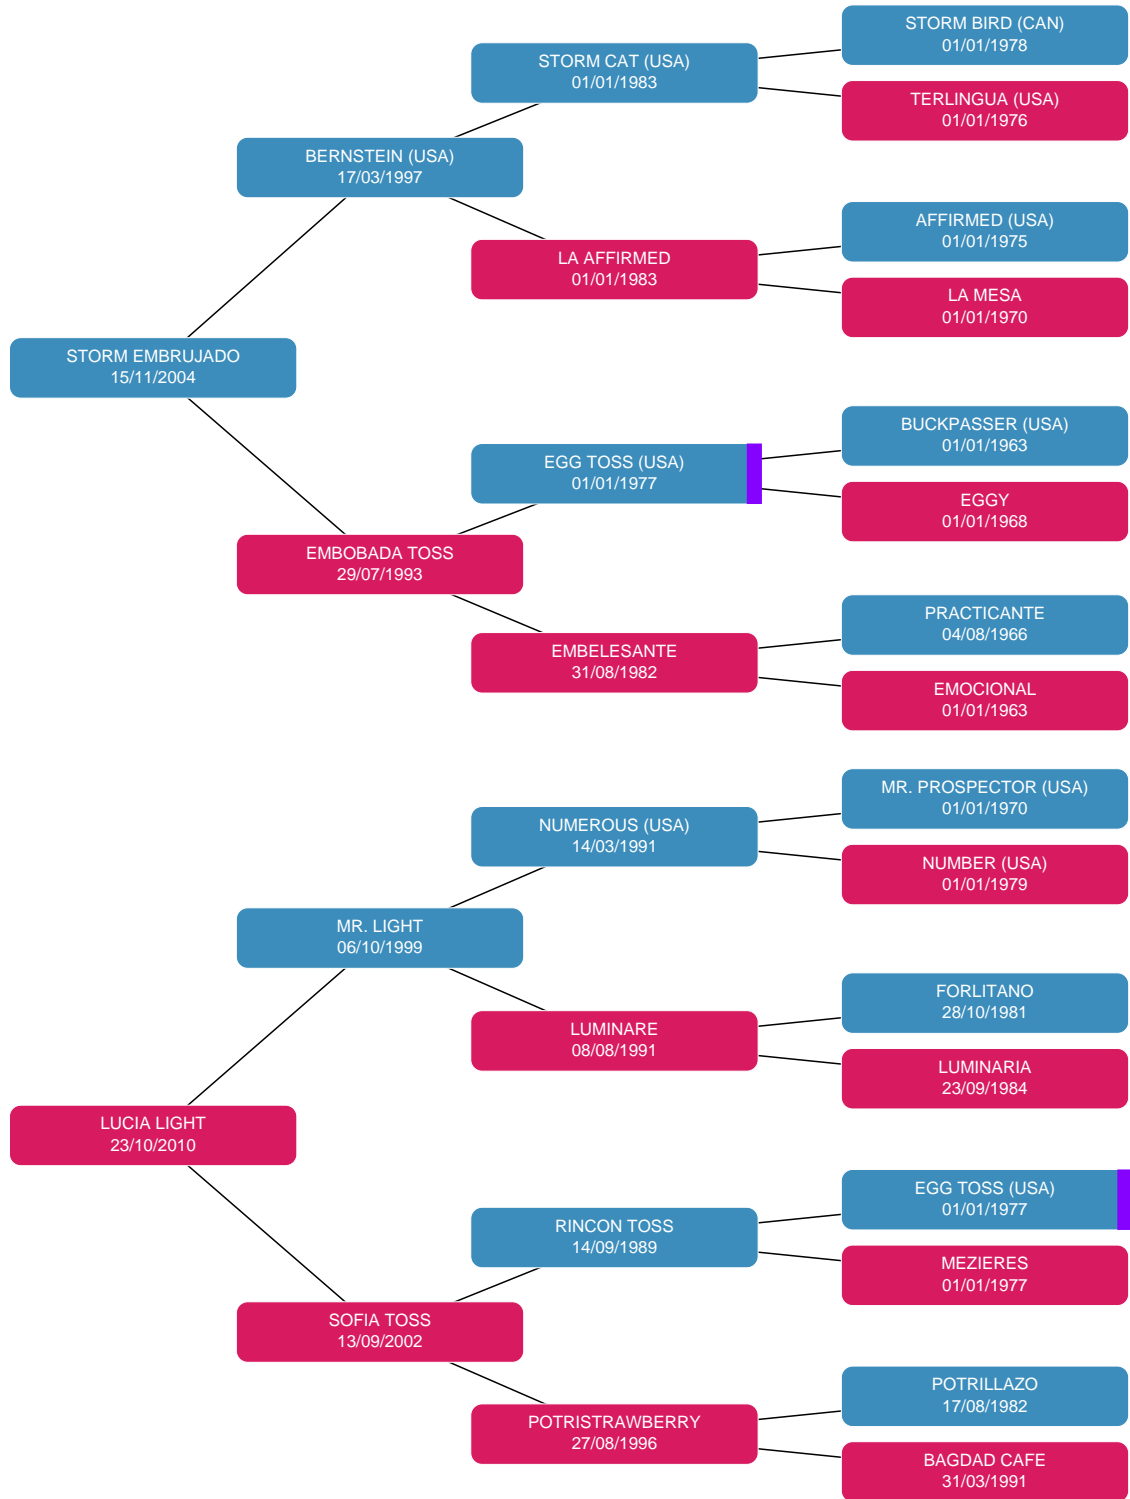 STORM BIRD (CAN)
01/01/1978
STORM CAT (USA)
01/01/1983
TERLINGUA (USA)
01/01/1976
BERNSTEIN (USA)
17/03/1997
AFFIRMED (USA)
01/01/1975
LA AFFIRMED
01/01/1983
LA MESA
01/01/1970
STORM EMBRUJADO
15/11/2004
BUCKPASSER (USA)
01/01/1963
EGG TOSS (USA)
01/01/1977
EGGY
01/01/1968
EMBOBADA TOSS
29/07/1993
PRACTICANTE
04/08/1966
EMBELESANTE
31/08/1982
EMOCIONAL
01/01/1963
MR. PROSPECTOR (USA)
01/01/1970
NUMEROUS (USA)
14/03/1991
NUMBER (USA)
01/01/1979
MR. LIGHT
06/10/1999
FORLITANO
28/10/1981
LUMINARE
08/08/1991
LUMINARIA
23/09/1984
LUCIA LIGHT
23/10/2010
EGG TOSS (USA)
01/01/1977
RINCON TOSS
14/09/1989
MEZIERES
01/01/1977
SOFIA TOSS
13/09/2002
POTRILLAZO
17/08/1982
POTRISTRAWBERRY
27/08/1996
BAGDAD CAFE
31/03/1991